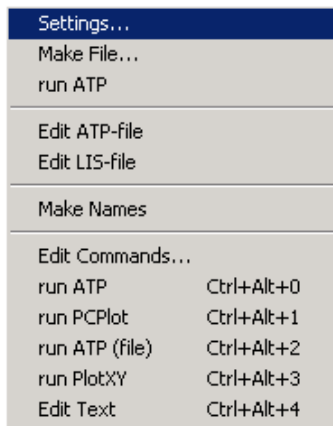 Settings...
Make File...
run ATP
Edit ATP-file
Edit LIS-file
Make Names
Edit Commands...
run ATP Ctrl+Alt+0
run PCPlot Ctrl+Alt+1
run ATP (file) Ctrl+Alt+2
run PlotXY Ctrl+Alt+3
Edit Text Ctrl+Alt+4